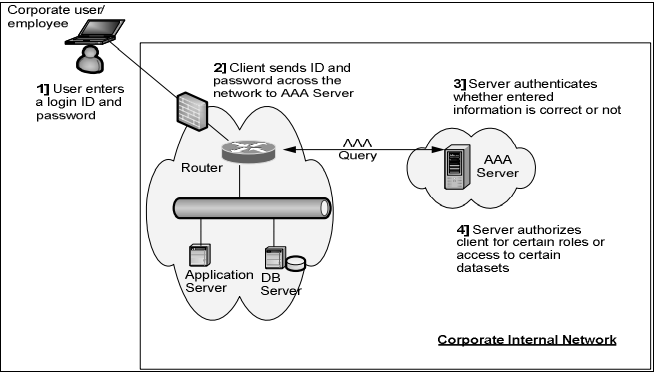 Corporate user/
employee
1] User enters
a login ID and
password
2] Client sends ID and
password across the
network to AAA Server
3] Server authenticates
whether entered
information is correct or not
Router
AAA
Query
AAA
Server
4] Server authorizes
client for certain roles or
access to certain
datasets
Application
Server
DB
Server
Corporate Internal Network